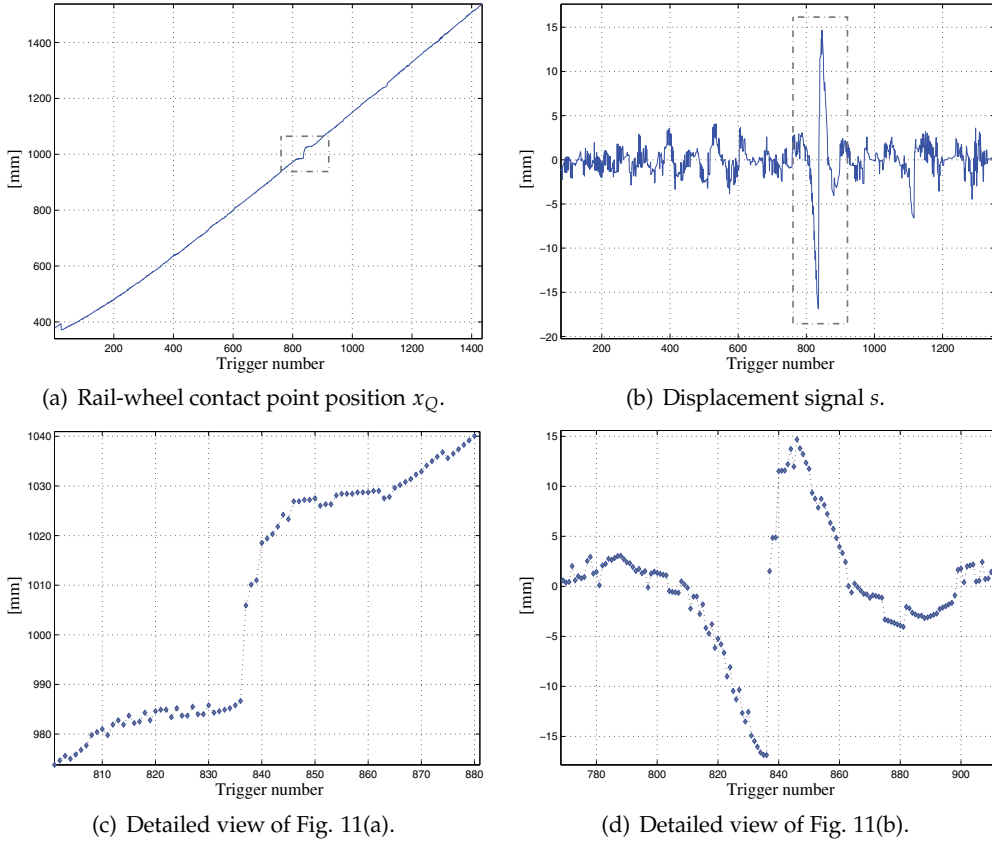 1400
1200
1000
800
600
400
[mm]
200 400 600 800 1000 1200 1400
Trigger number
(a) Rail-wheel contact point position x_Q.
15
10
5
0
−5
−10
−15
−20
[mm]
200 400 600 800 1000 1200
Trigger number
(b) Displacement signal s.
1040
1030
1020
1010
1000
985
980
[mm]
810 820 830 840 850 860 870 880
Trigger number
(c) Detailed view of Fig. 11(a).
15
10
5
0
−5
−10
−15
[mm]
780 800 820 840 860 880 900
Trigger number
(d) Detailed view of Fig. 11(b).